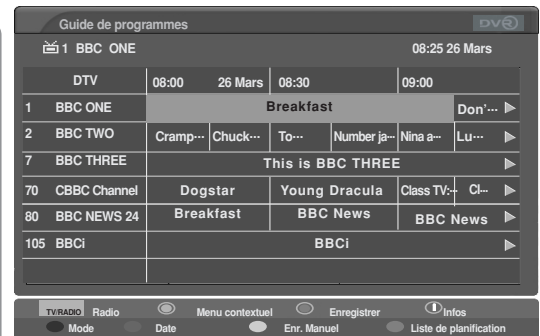 Guide de programmes DVR
1 BBC ONE 08:25 26 Mars
DTV 08:00 26 Mars 08:30 09:00
1 BBC ONE Breakfast Don'···
2 BBC TWO Cramp··· Chuck··· To··· Number ja··· Nina a··· Lu···
7 BBC THREE This is BBC THREE
70 CBBC Channel Dogstar Young Dracula Class TV:·· Cl···
80 BBC NEWS 24 Breakfast BBC News BBC News
105 BBCi BBCi
TV/RADIO Radio Menu contextuel Enregistrer Infos
Mode Date Enr. Manuel Liste de planification